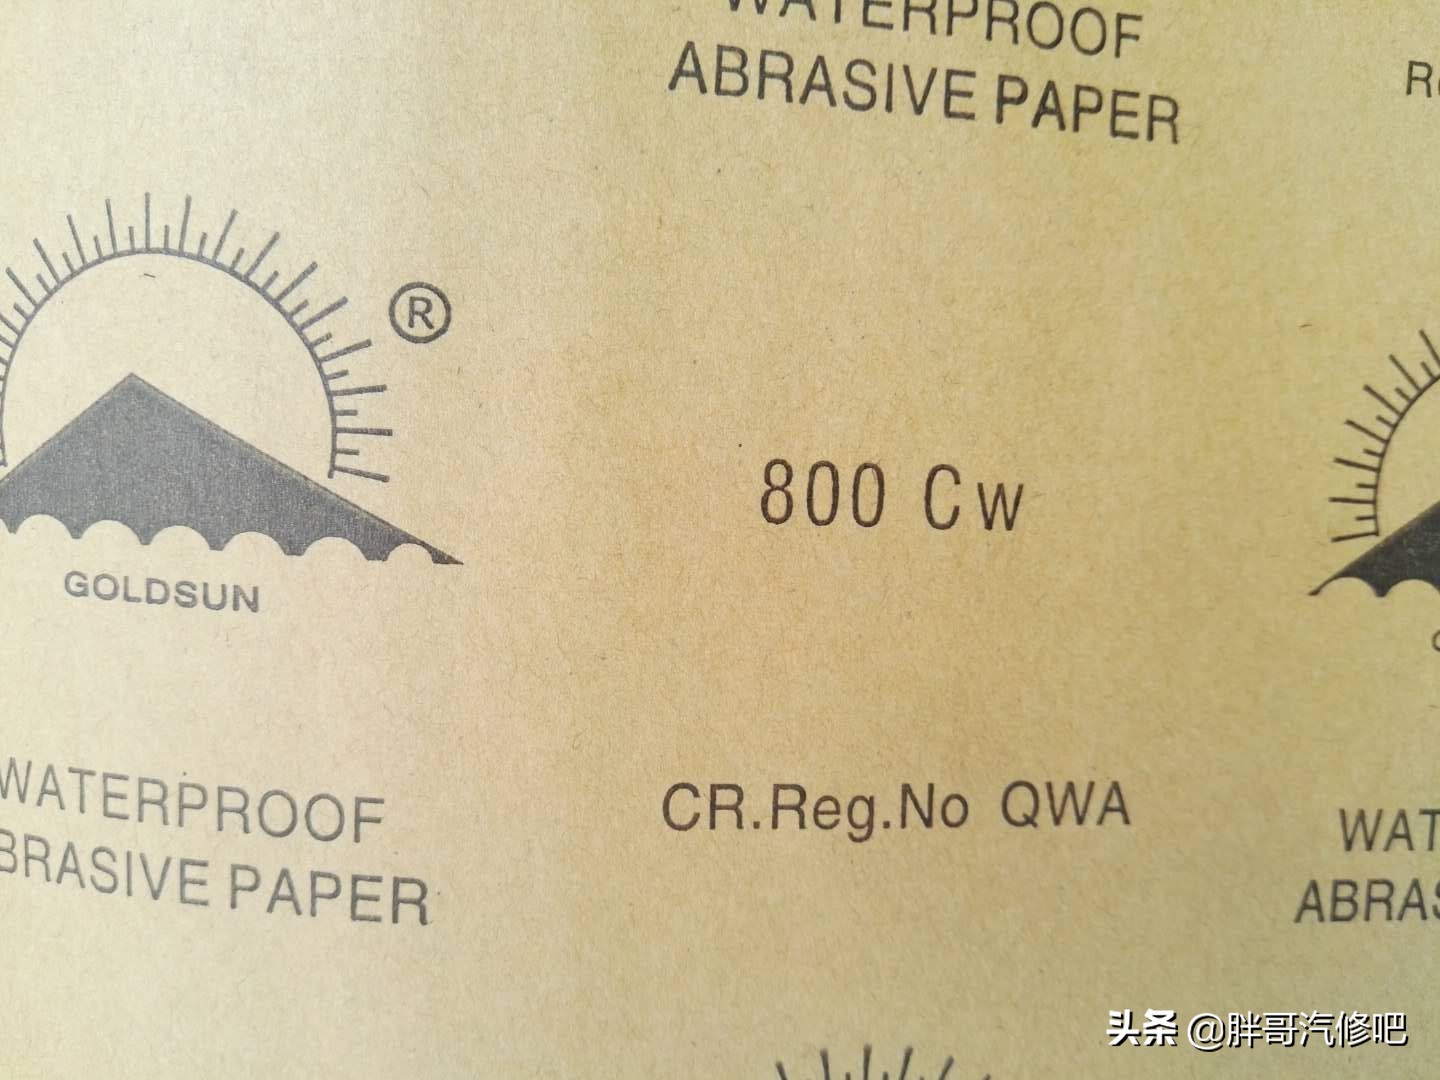 WATERPROOF
ABRASIVE PAPER
®
GOLDSUN
800 Cw
WATERPROOF
BRASIVE PAPER
CR.Reg.No QWA
WAT
ABRAS
头条 @胖哥汽修吧